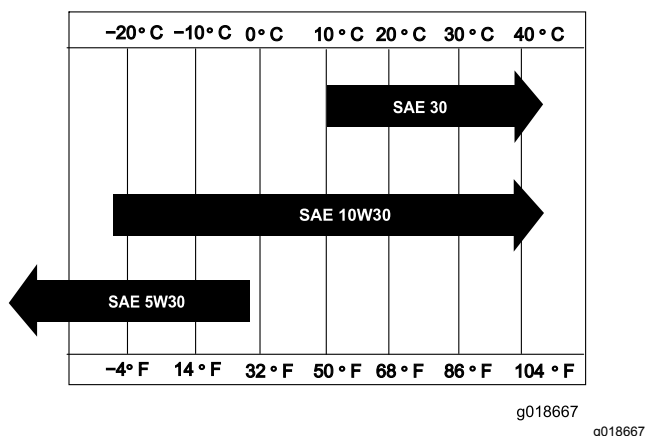 −20° C −10° C 0° C 10° C 20° C 30° C 40° C
SAE 30
SAE 10W30
SAE 5W30
−4° F 14° F 32° F 50° F 68° F 86° F 104 ° F
g018667
g018667